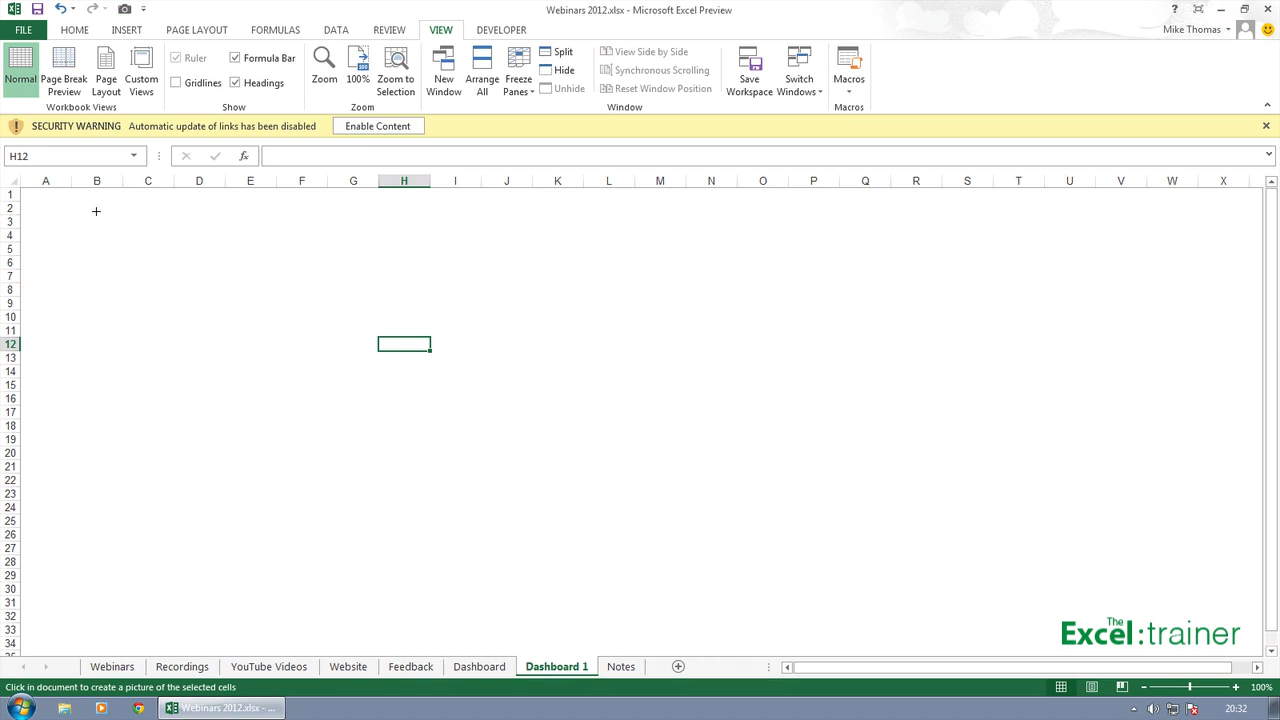 Webinars 2012.xlsx - Microsoft Excel Preview
FILE HOME INSERT PAGE LAYOUT FORMULAS DATA REVIEW VIEW DEVELOPER Mike Thomas
Normal Page Break Preview Page Layout Custom Views
Workbook Views
Ruler Formula Bar
Gridlines Headings
Show
Zoom 100% Zoom to Selection
Zoom
New Window Arrange All Freeze Panes
Split
Hide
Unhide
View Side by Side
Synchronous Scrolling
Reset Window Position
Window
Save Workspace Switch Windows
Macros
Macros
SECURITY WARNING Automatic update of links has been disabled Enable Content
H12 fx
A B C D E F G H I J K L M N O P Q R S T U V W X
1
2
3
4
5
6
7
8
9
10
11
12
13
14
15
16
17
18
19
20
21
22
23
24
25
26
27
28
29
30
31
32
33
34
The
Excel:trainer
Webinars Recordings YouTube Videos Website Feedback Dashboard Dashboard 1 Notes
Click in document to create a picture of the selected cells 100%
Webinars 2012.xlsx - ... 20:32